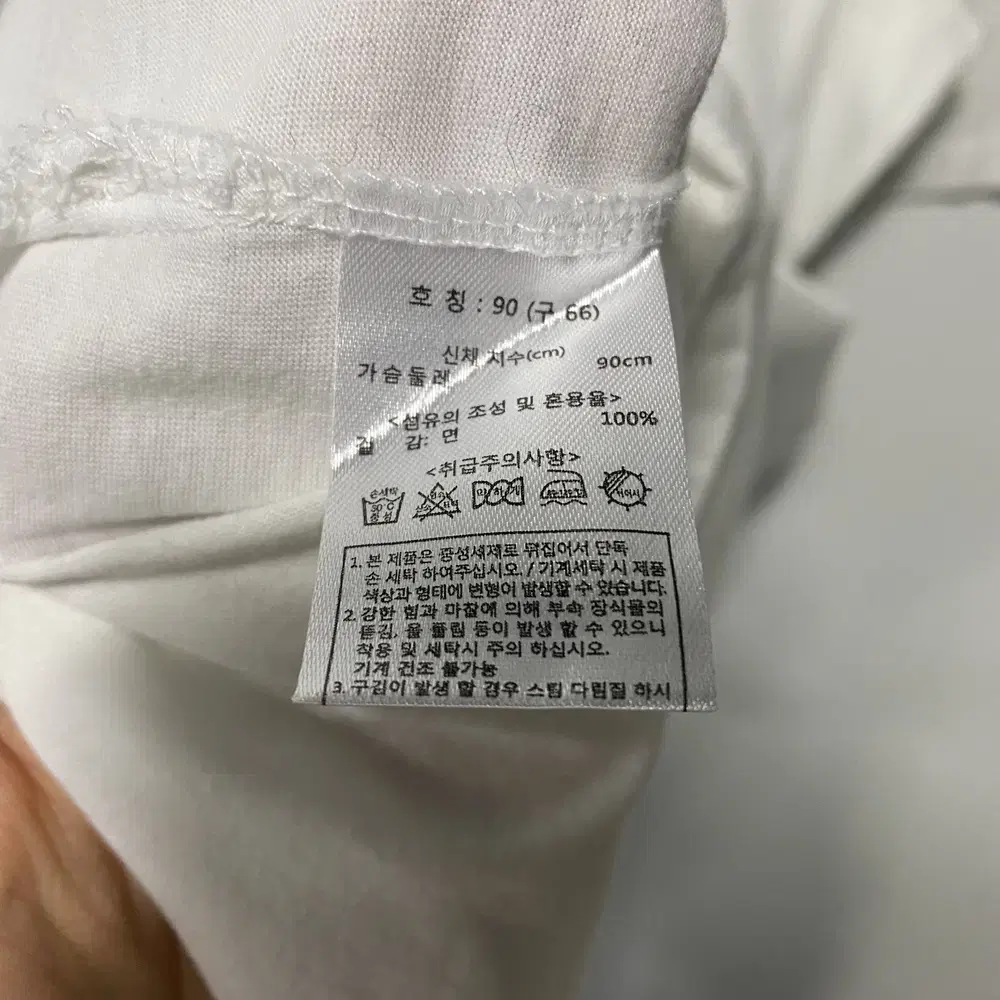 호 칭 : 90 (구 66)
신체 치수(cm)
가슴둘레 90cm
<섬유의 조성 및 혼용율>
겉 감: 면 100%
<취급주의사항>
손세탁 30℃ 중성
1. 본 제품은 중성세제로 뒤집어서 단독
손 세탁 하여주십시오. / 기계세탁 시 제품
색상과 형태에 변형이 발생할 수 있습니다.
2. 강한 힘과 마찰에 의해 부속 장식물의
뜯김, 올 풀림 등이 발생 할 수 있으니
착용 및 세탁시 주의 하십시오.
기계 건조 불가능
3. 구김이 발생 할 경우 스팀 다림질 하시